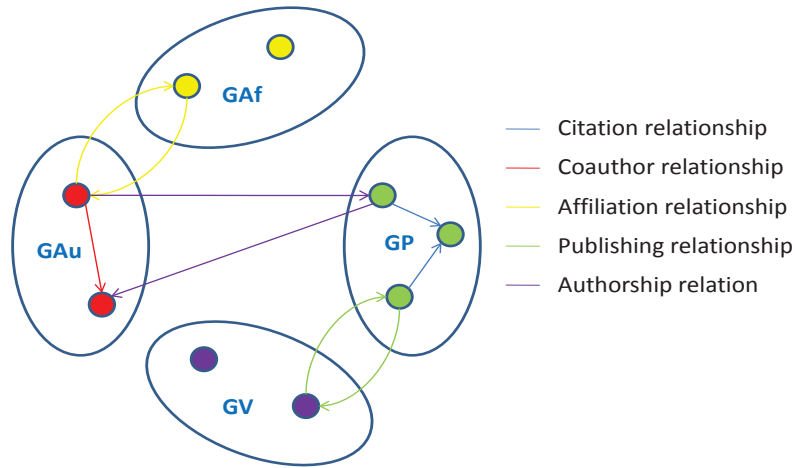 GAf
GAu
GP
GV
Citation relationship
Coauthor relationship
Affiliation relationship
Publishing relationship
Authorship relation